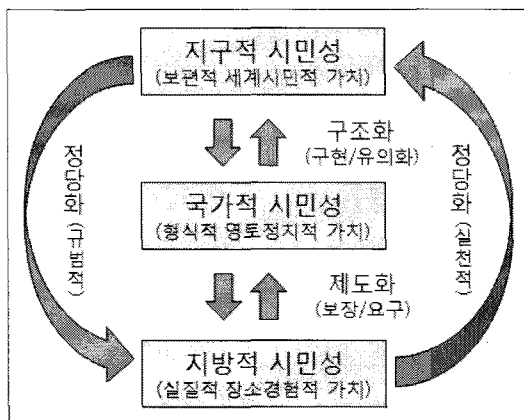 지구적 시민성
(보편적 세계시민적 가치)
구조화
(구현/유의화)
정당화 (규범적)
국가적 시민성
(형식적 영토정치적 가치)
정당화 (실천적)
제도화
(보장/요구)
지방적 시민성
(실질적 장소경험적 가치)